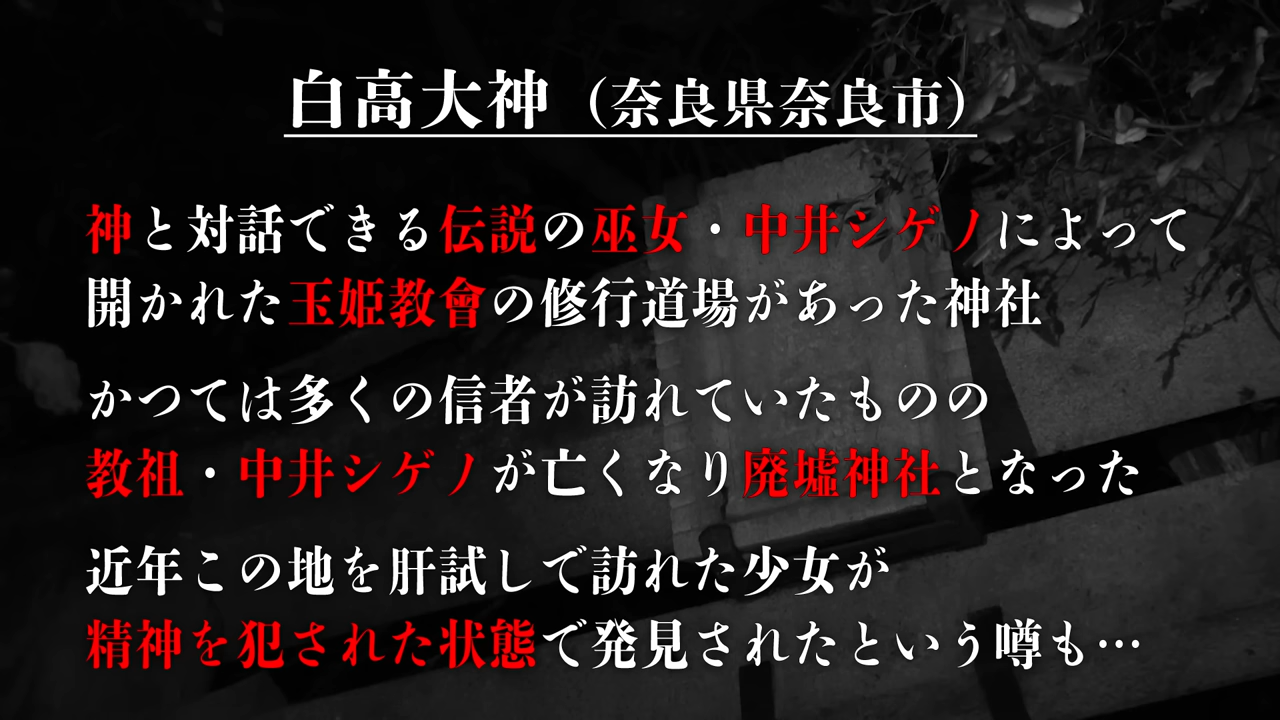 白高大神（奈良県奈良市）
神と対話できる伝説の巫女・中井シゲノによって
開かれた玉姫教會の修行道場があった神社
かつては多くの信者が訪れていたものの
教祖・中井シゲノが亡くなり廃墟神社となった
近年この地を肝試しで訪れた少女が
精神を犯された状態で発見されたという噂も…